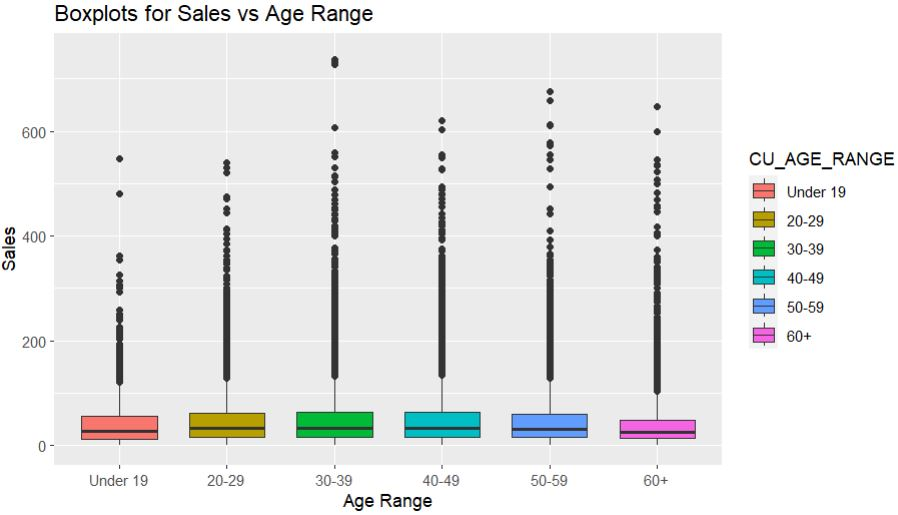 Boxplots for Sales vs Age Range
Sales
600
400
200
0
Under 19
20-29
30-39
40-49
50-59
60+
Age Range
CU_AGE_RANGE
Under 19
20-29
30-39
40-49
50-59
60+